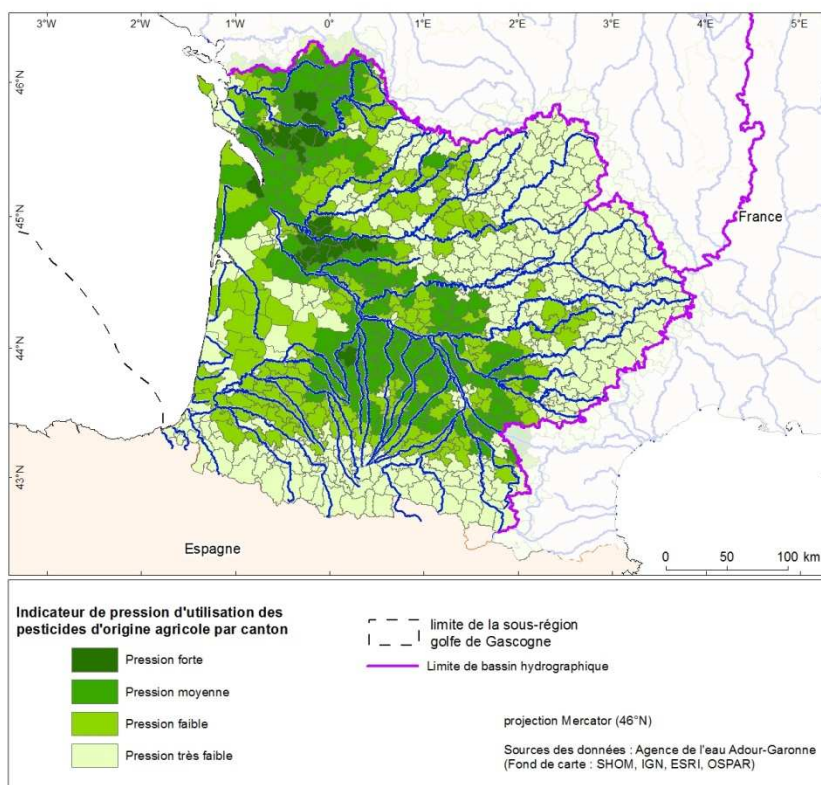 3°W 2°W 1°W 0° 1°E 2°E 3°E 4°E 5°E
46°N
45°N
44°N
43°N
France
Espagne
0 50 100 km
Indicateur de pression d'utilisation des
pesticides d'origine agricole par canton
Pression forte
Pression moyenne
Pression faible
Pression très faible
limite de la sous-région
golfe de Gascogne
Limite de bassin hydrographique
projection Mercator (46°N)
Sources des données : Agence de l'eau Adour-Garonne
(Fond de carte : SHOM, IGN, ESRI, OSPAR)